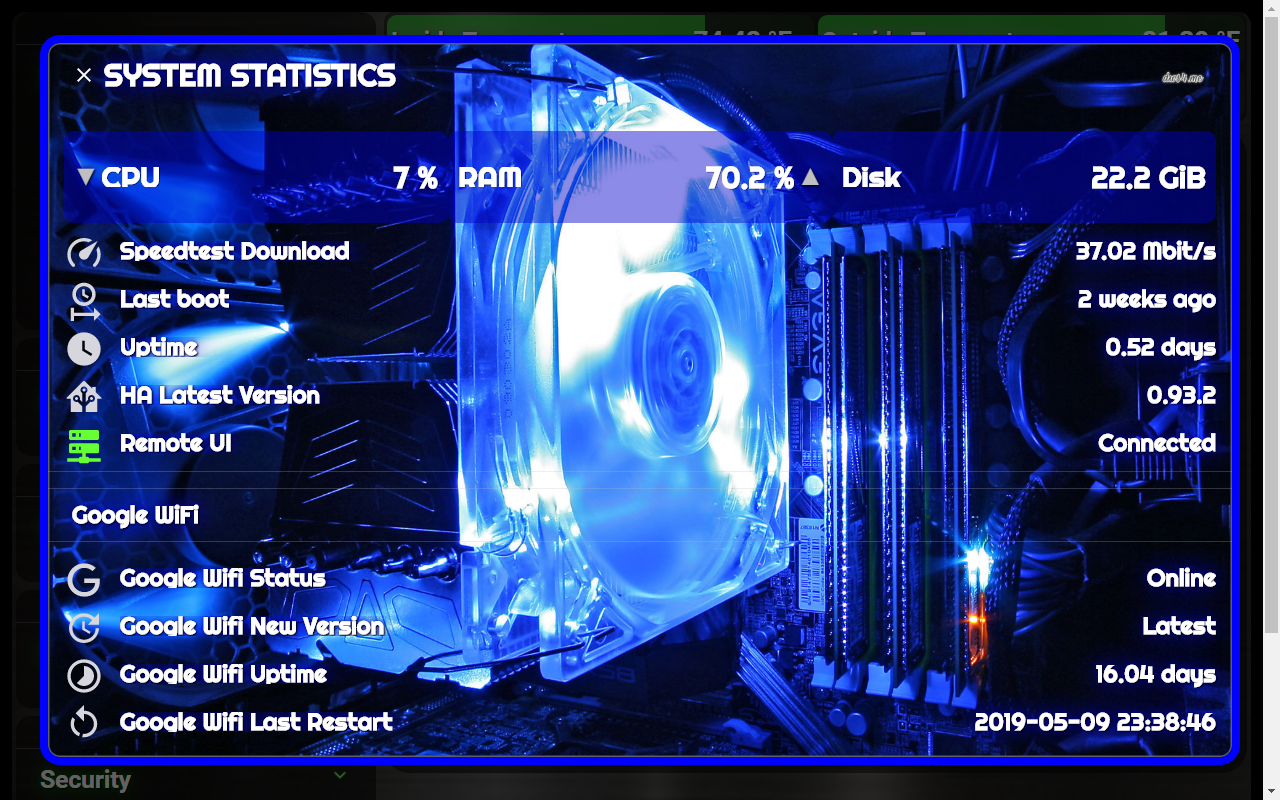 SYSTEM STATISTICS
CPU 7 % RAM 70.2 % Disk 22.2 GiB
Speedtest Download 37.02 Mbit/s
Last boot 2 weeks ago
Uptime 0.52 days
HA Latest Version 0.93.2
Remote UI Connected
Google WiFi
Google Wifi Status Online
Google Wifi New Version Latest
Google Wifi Uptime 16.04 days
Google Wifi Last Restart 2019-05-09 23:38:46
Security